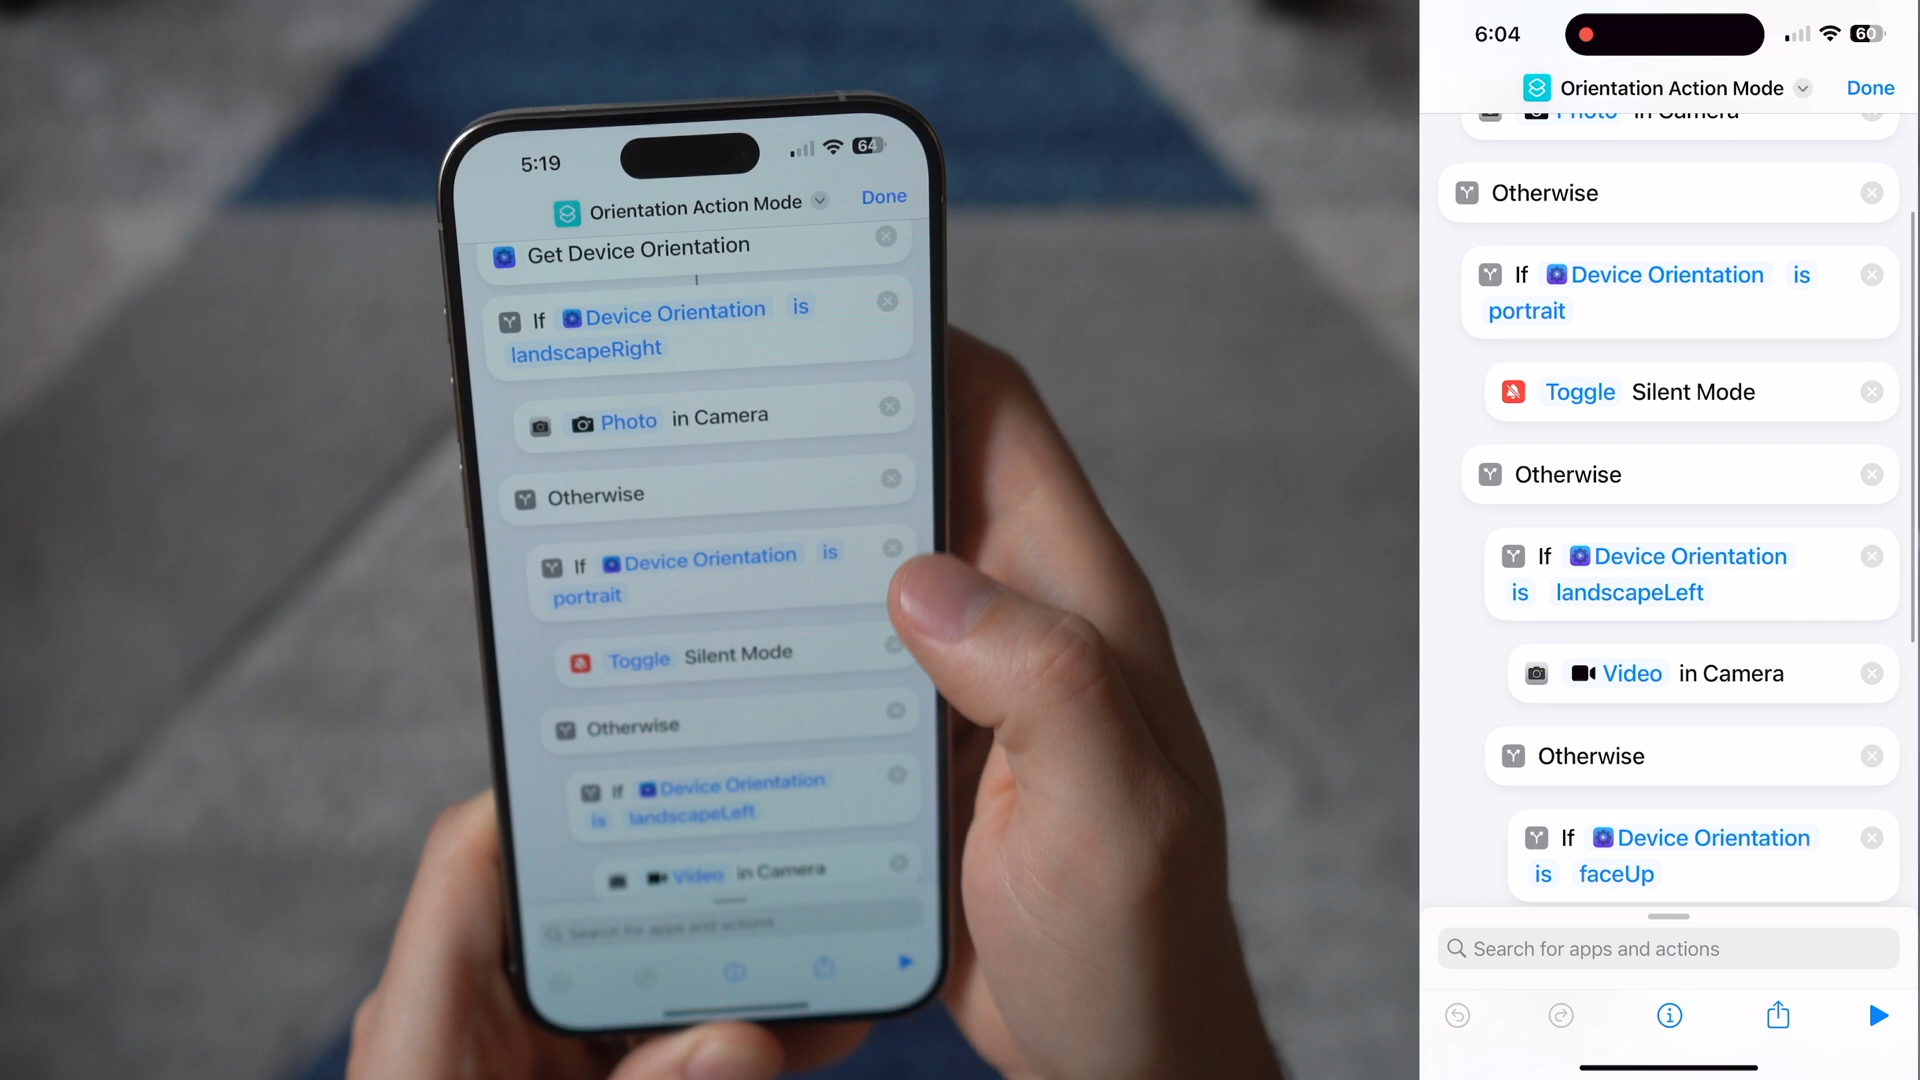 5:19
64
Orientation Action Mode
Done
Get Device Orientation
If Device Orientation is
landscapeRight
Photo in Camera
Otherwise
If Device Orientation is
portrait
Toggle Silent Mode
Otherwise
If Device Orientation
is landscapeLeft
Video in Camera
Search for apps and actions
6:04
60
Orientation Action Mode
Done
Photo in Camera
Otherwise
If Device Orientation is
portrait
Toggle Silent Mode
Otherwise
If Device Orientation
is landscapeLeft
Video in Camera
Otherwise
If Device Orientation
is faceUp
Search for apps and actions